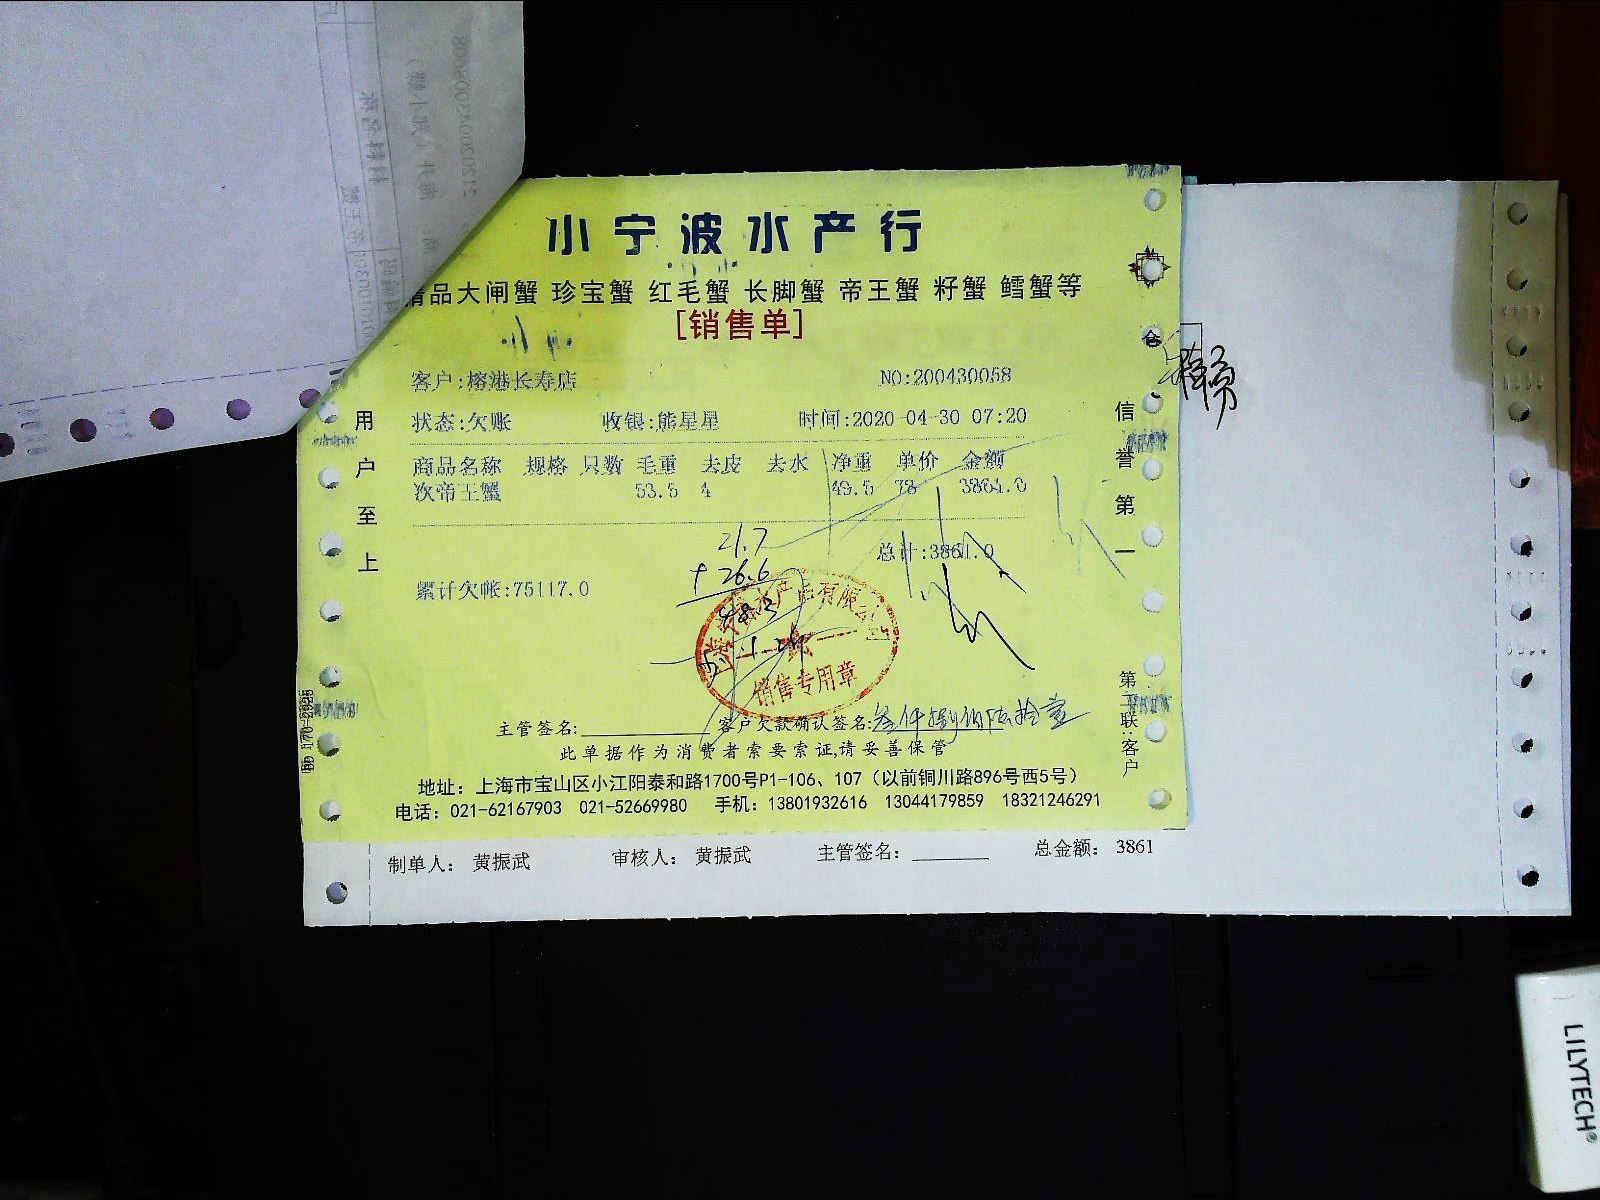 小宁波水产行
精品大闸蟹 珍宝蟹 红毛蟹 长脚蟹 帝王蟹 籽蟹 鳕蟹等
[销售单]
客户:榕港长寿店 NO:200430058
状态:欠账 收银:熊星星 时间:2020-04-30 07:20
商品名称 规格 只数 毛重 去皮 去水 净重 单价 金额
次帝王蟹 53.5 4 49.5 78 3861.0
21.7
+26.6
总计:3861.0
累计欠帐:75117.0
销售专用章
主管签名: 客户欠款确认签名:叁仟捌佰陆拾壹
此单据作为消费者索要索证,请妥善保管
地址：上海市宝山区小江阳泰和路1700号P1-106、107（以前铜川路896号西5号）
电话：021-62167903 021-52669980 手机：13801932616 13044179859 18321246291
用户至上
信誉第一
第二联:客户
制单人： 黄振武 审核人： 黄振武 主管签名： 总金额： 3861
LILYTECH®